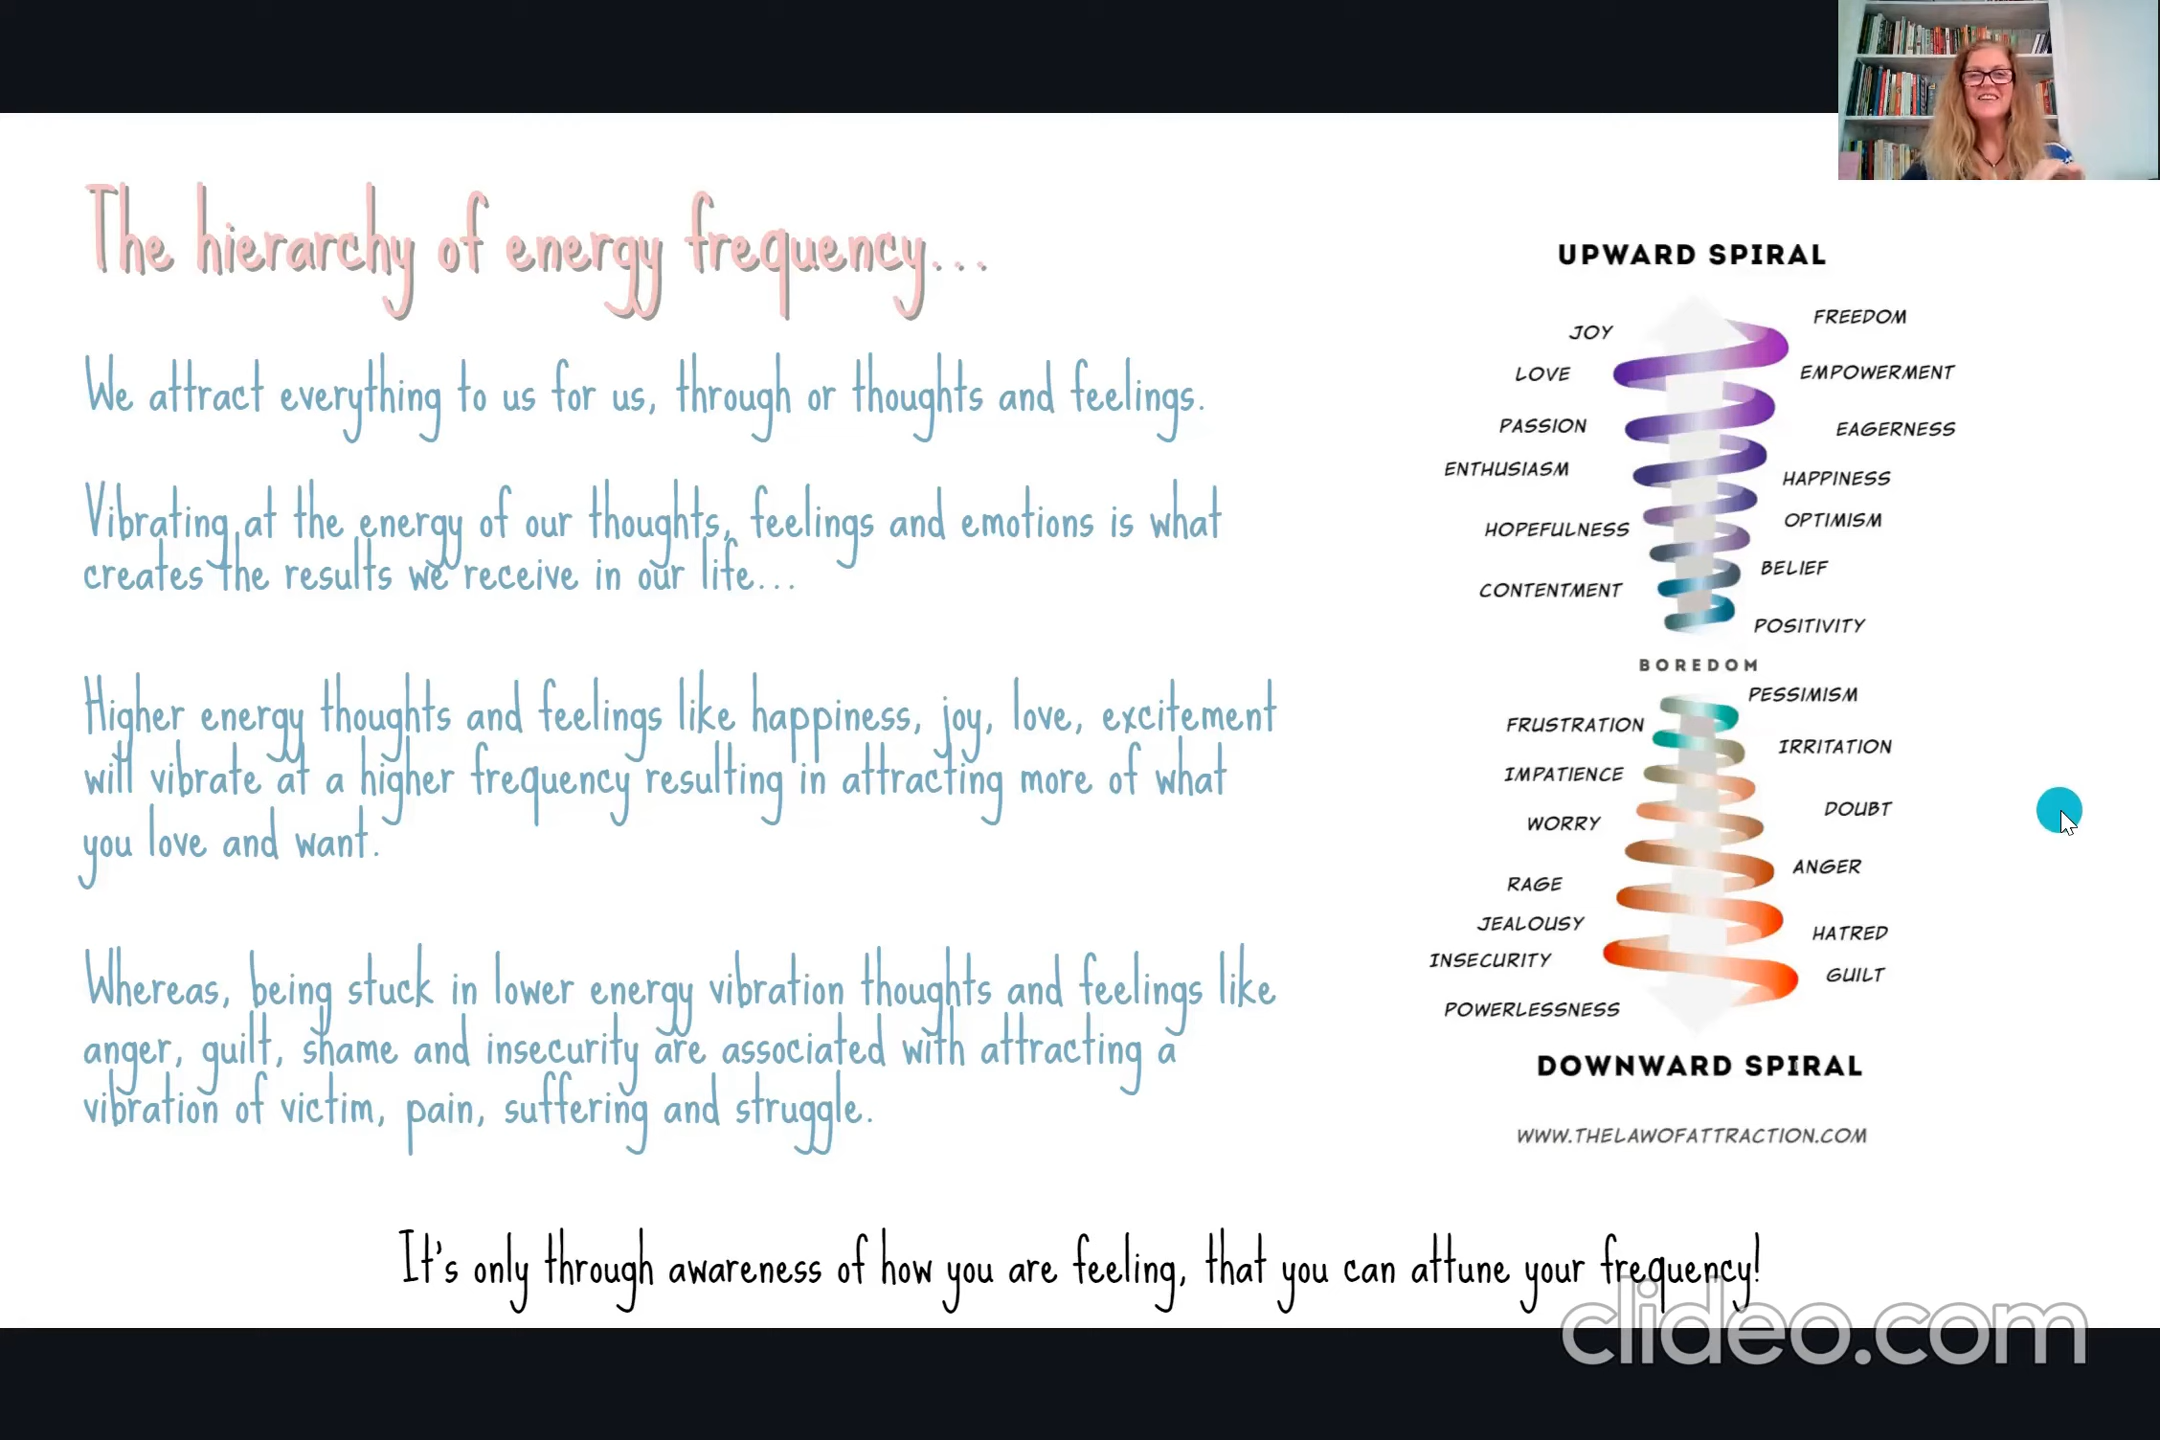 The hierarchy of energy frequency...
We attract everything to us for us, through or thoughts and feelings.
Vibrating at the energy of our thoughts, feelings and emotions is what
creates the results we receive in our life...
Higher energy thoughts and feelings like happiness, joy, love, excitement
will vibrate at a higher frequency resulting in attracting more of what
you love and want.
Whereas, being stuck in lower energy vibration thoughts and feelings like
anger, guilt, shame and insecurity are associated with attracting a
vibration of victim, pain, suffering and struggle.
UPWARD SPIRAL
FREEDOM
JOY
EMPOWERMENT
LOVE
PASSION
EAGERNESS
ENTHUSIASM
HAPPINESS
OPTIMISM
HOPEFULNESS
BELIEF
CONTENTMENT
POSITIVITY
BOREDOM
PESSIMISM
FRUSTRATION
IRRITATION
IMPATIENCE
DOUBT
WORRY
ANGER
RAGE
JEALOUSY
HATRED
INSECURITY
GUILT
POWERLESSNESS
DOWNWARD SPIRAL
WWW.THELAWOFATTRACTION.COM
It's only through awareness of how you are feeling, that you can attune your frequency!
clideo.com